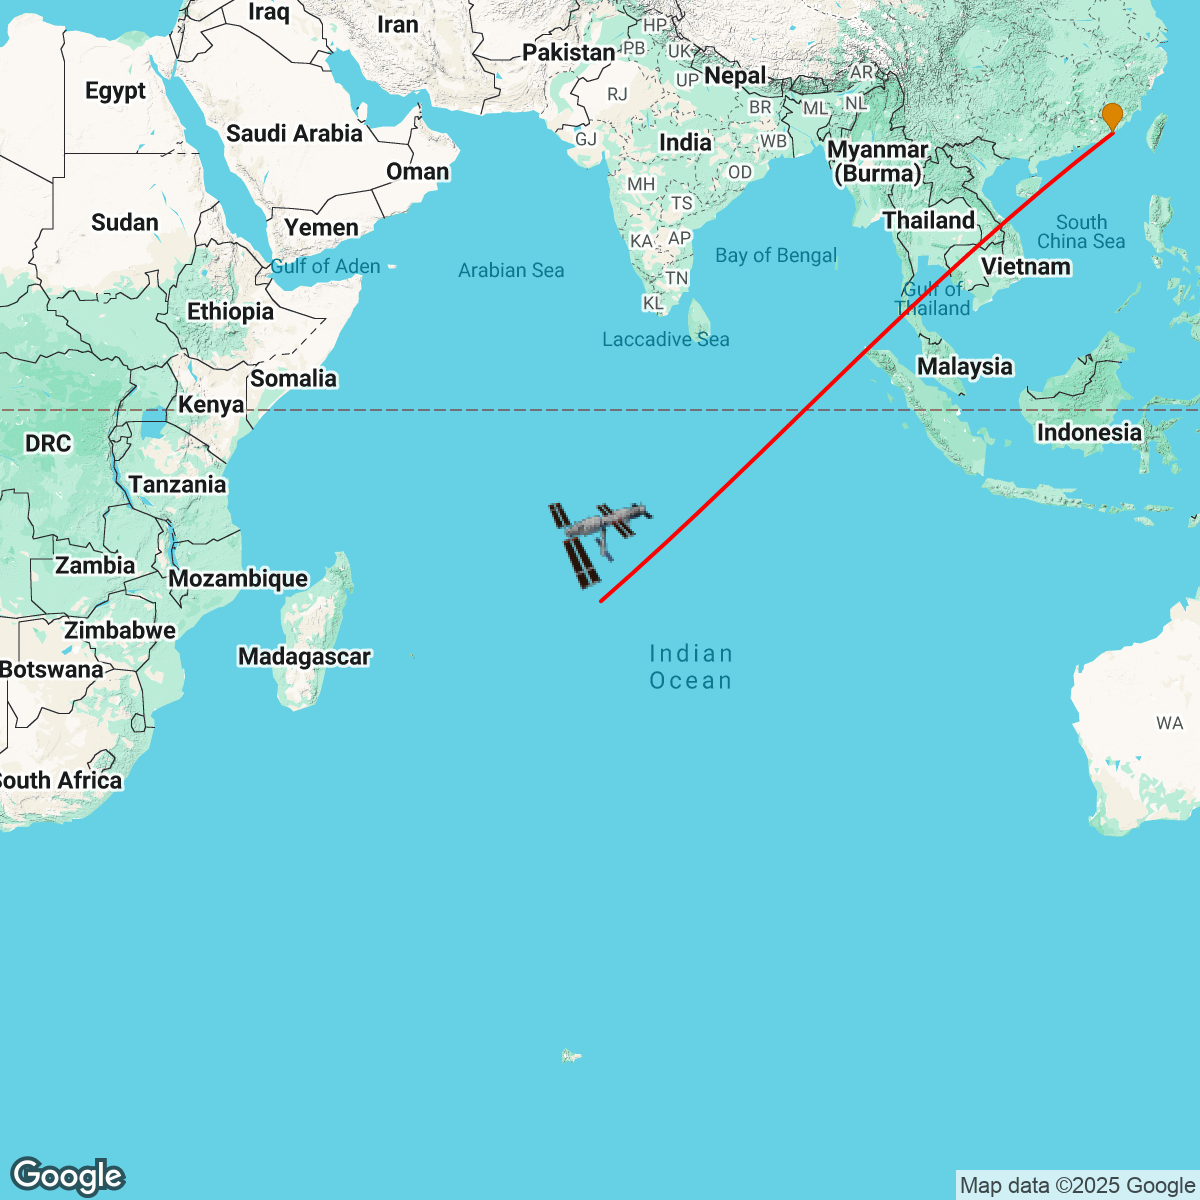 Iraq
Iran
HP
Pakistan
PB
UK
Nepal
AR
UP
Egypt
RJ
BR
ML
NL
Saudi Arabia
GJ
India
WB
Myanmar
(Burma)
Oman
OD
MH
TS
Sudan
Yemen
Thailand
South
China Sea
KA
AP
Gulf of Aden
Arabian Sea
Bay of Bengal
Vietnam
TN
Gulf of
Thailand
Ethiopia
KL
Laccadive Sea
Malaysia
Somalia
Kenya
DRC
Indonesia
Tanzania
Zambia
Mozambique
Zimbabwe
Madagascar
Indian
Ocean
Botswana
WA
South Africa
Google
Map data ©2025 Google